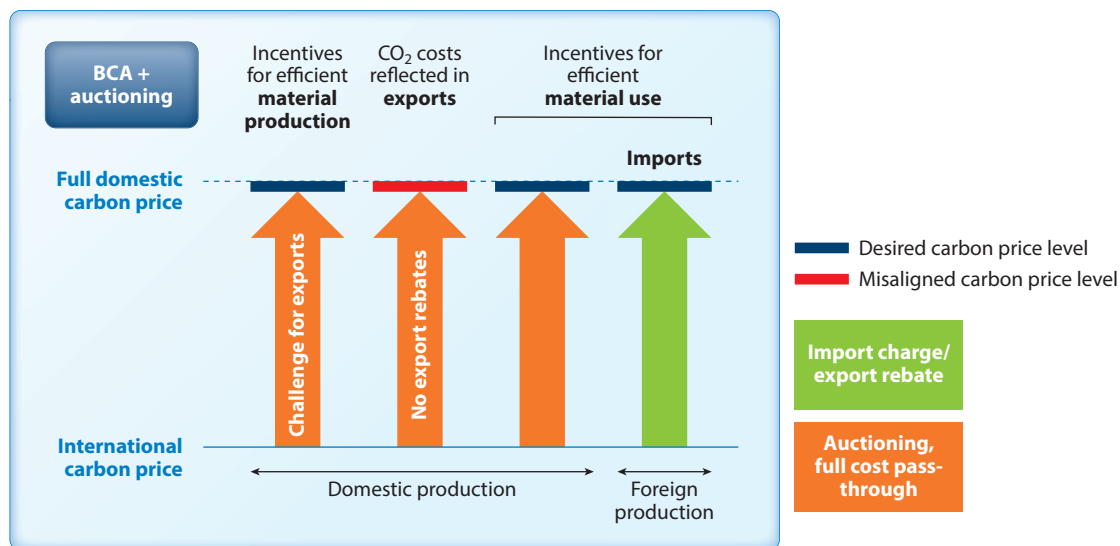 BCA +
auctioning
Incentives
for efficient
material
production
CO₂ costs
reflected in
exports
Incentives for
efficient
material use
Imports
Full domestic
carbon price
Challenge for exports
No export rebates
International
carbon price
Domestic production
Foreign
production
Desired carbon price level
Misaligned carbon price level
Import charge/
export rebate
Auctioning,
full cost pass-
through